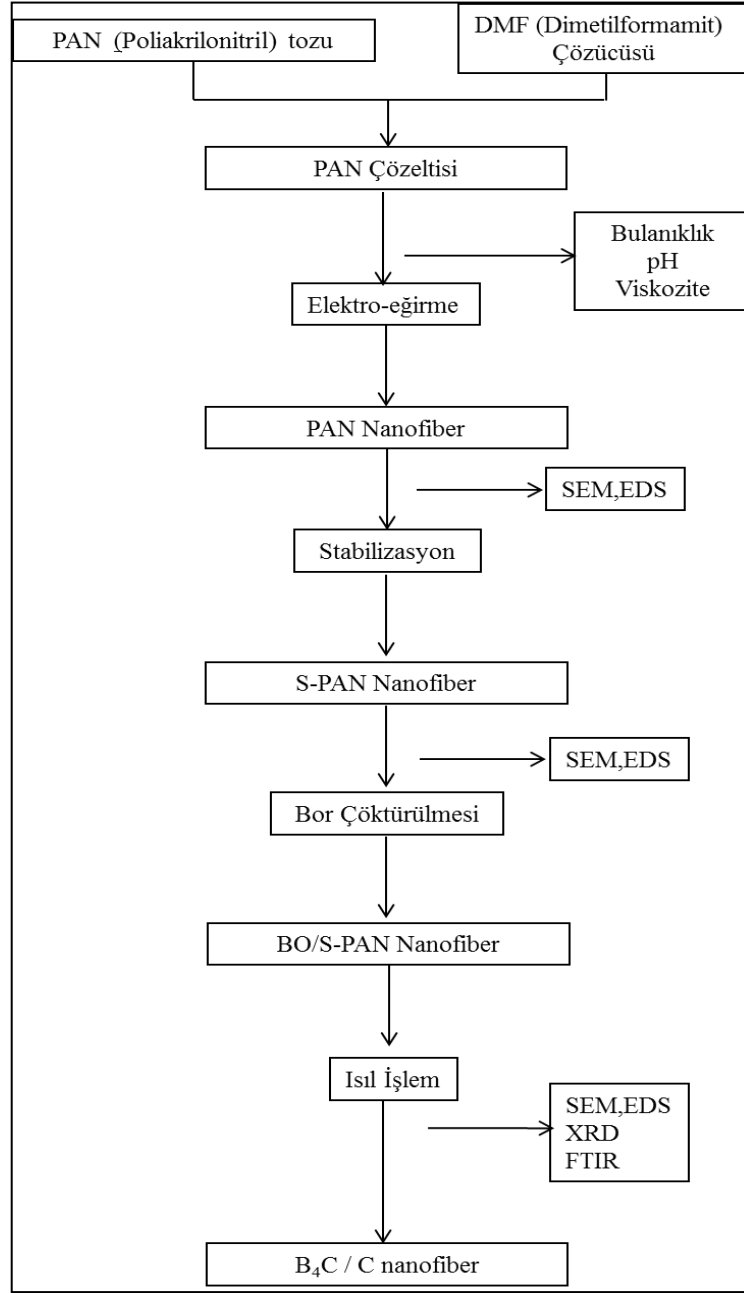 PAN (Poliakrilonitril) tozu
DMF (Dimetilformamit)
Çözücüsü
PAN Çözeltisi
Bulanıklık
pH
Viskozite
Elektro-eğirme
PAN Nanofiber
SEM,EDS
Stabilizasyon
S-PAN Nanofiber
SEM,EDS
Bor Çöktürülmesi
BO/S-PAN Nanofiber
Isıl İşlem
SEM,EDS
XRD
FTIR
B₄C / C nanofiber